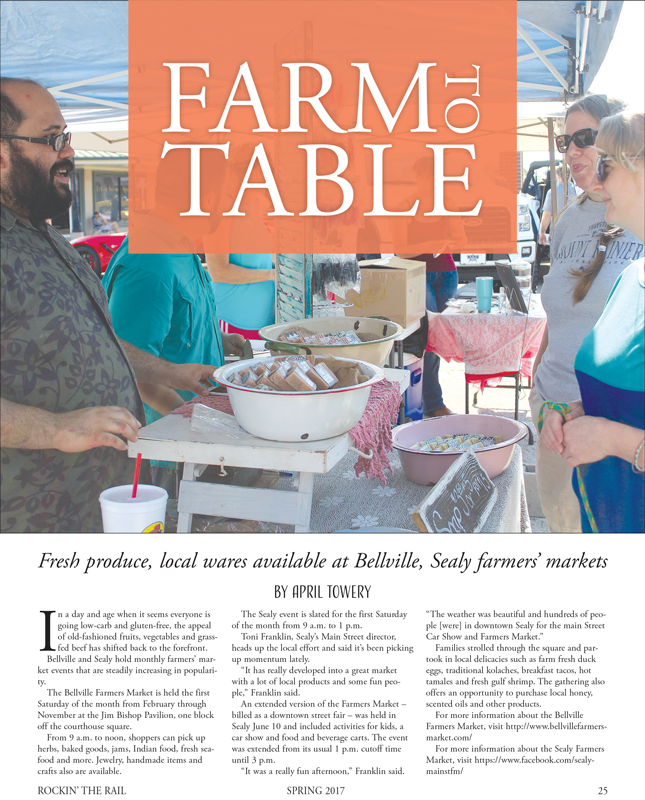 FARM TO
TABLE
Fresh produce, local wares available at Bellville, Sealy farmers' markets
BY APRIL TOWERY
In a day and age when it seems everyone is
going low-carb and gluten-free, the appeal
of old-fashioned fruits, vegetables and grass-
fed beef has shifted back to the forefront.
Bellville and Sealy hold monthly farmers' mar-
ket events that are steadily increasing in populari-
ty.
The Bellville Farmers Market is held the first
Saturday of the month from February through
November at the Jim Bishop Pavilion, one block
off the courthouse square.
From 9 a.m. to noon, shoppers can pick up
herbs, baked goods, jams, Indian food, fresh sea-
food and more. Jewelry, handmade items and
crafts also are available.
The Sealy event is slated for the first Saturday
of the month from 9 a.m. to 1 p.m.
Toni Franklin, Sealy's Main Street director,
heads up the local effort and said it's been picking
up momentum lately.
"It has really developed into a great market
with a lot of local products and some fun peo-
ple," Franklin said.
An extended version of the Farmers Market –
billed as a downtown street fair – was held in
Sealy June 10 and included activities for kids, a
car show and food and beverage carts. The event
was extended from its usual 1 p.m. cutoff time
until 3 p.m.
"It was a really fun afternoon," Franklin said.
"The weather was beautiful and hundreds of peo-
ple [were] in downtown Sealy for the main Street
Car Show and Farmers Market."
Families strolled through the square and par-
took in local delicacies such as farm fresh duck
eggs, traditional kolaches, breakfast tacos, hot
tamales and fresh gulf shrimp. The gathering also
offers an opportunity to purchase local honey,
scented oils and other products.
For more information about the Bellville
Farmers Market, visit http://www.bellvillefarmers-
market.com/
For more information about the Sealy Farmers
Market, visit https://www.facebook.com/sealy-
mainstfm/
ROCKIN' THE RAIL
SPRING 2017
25